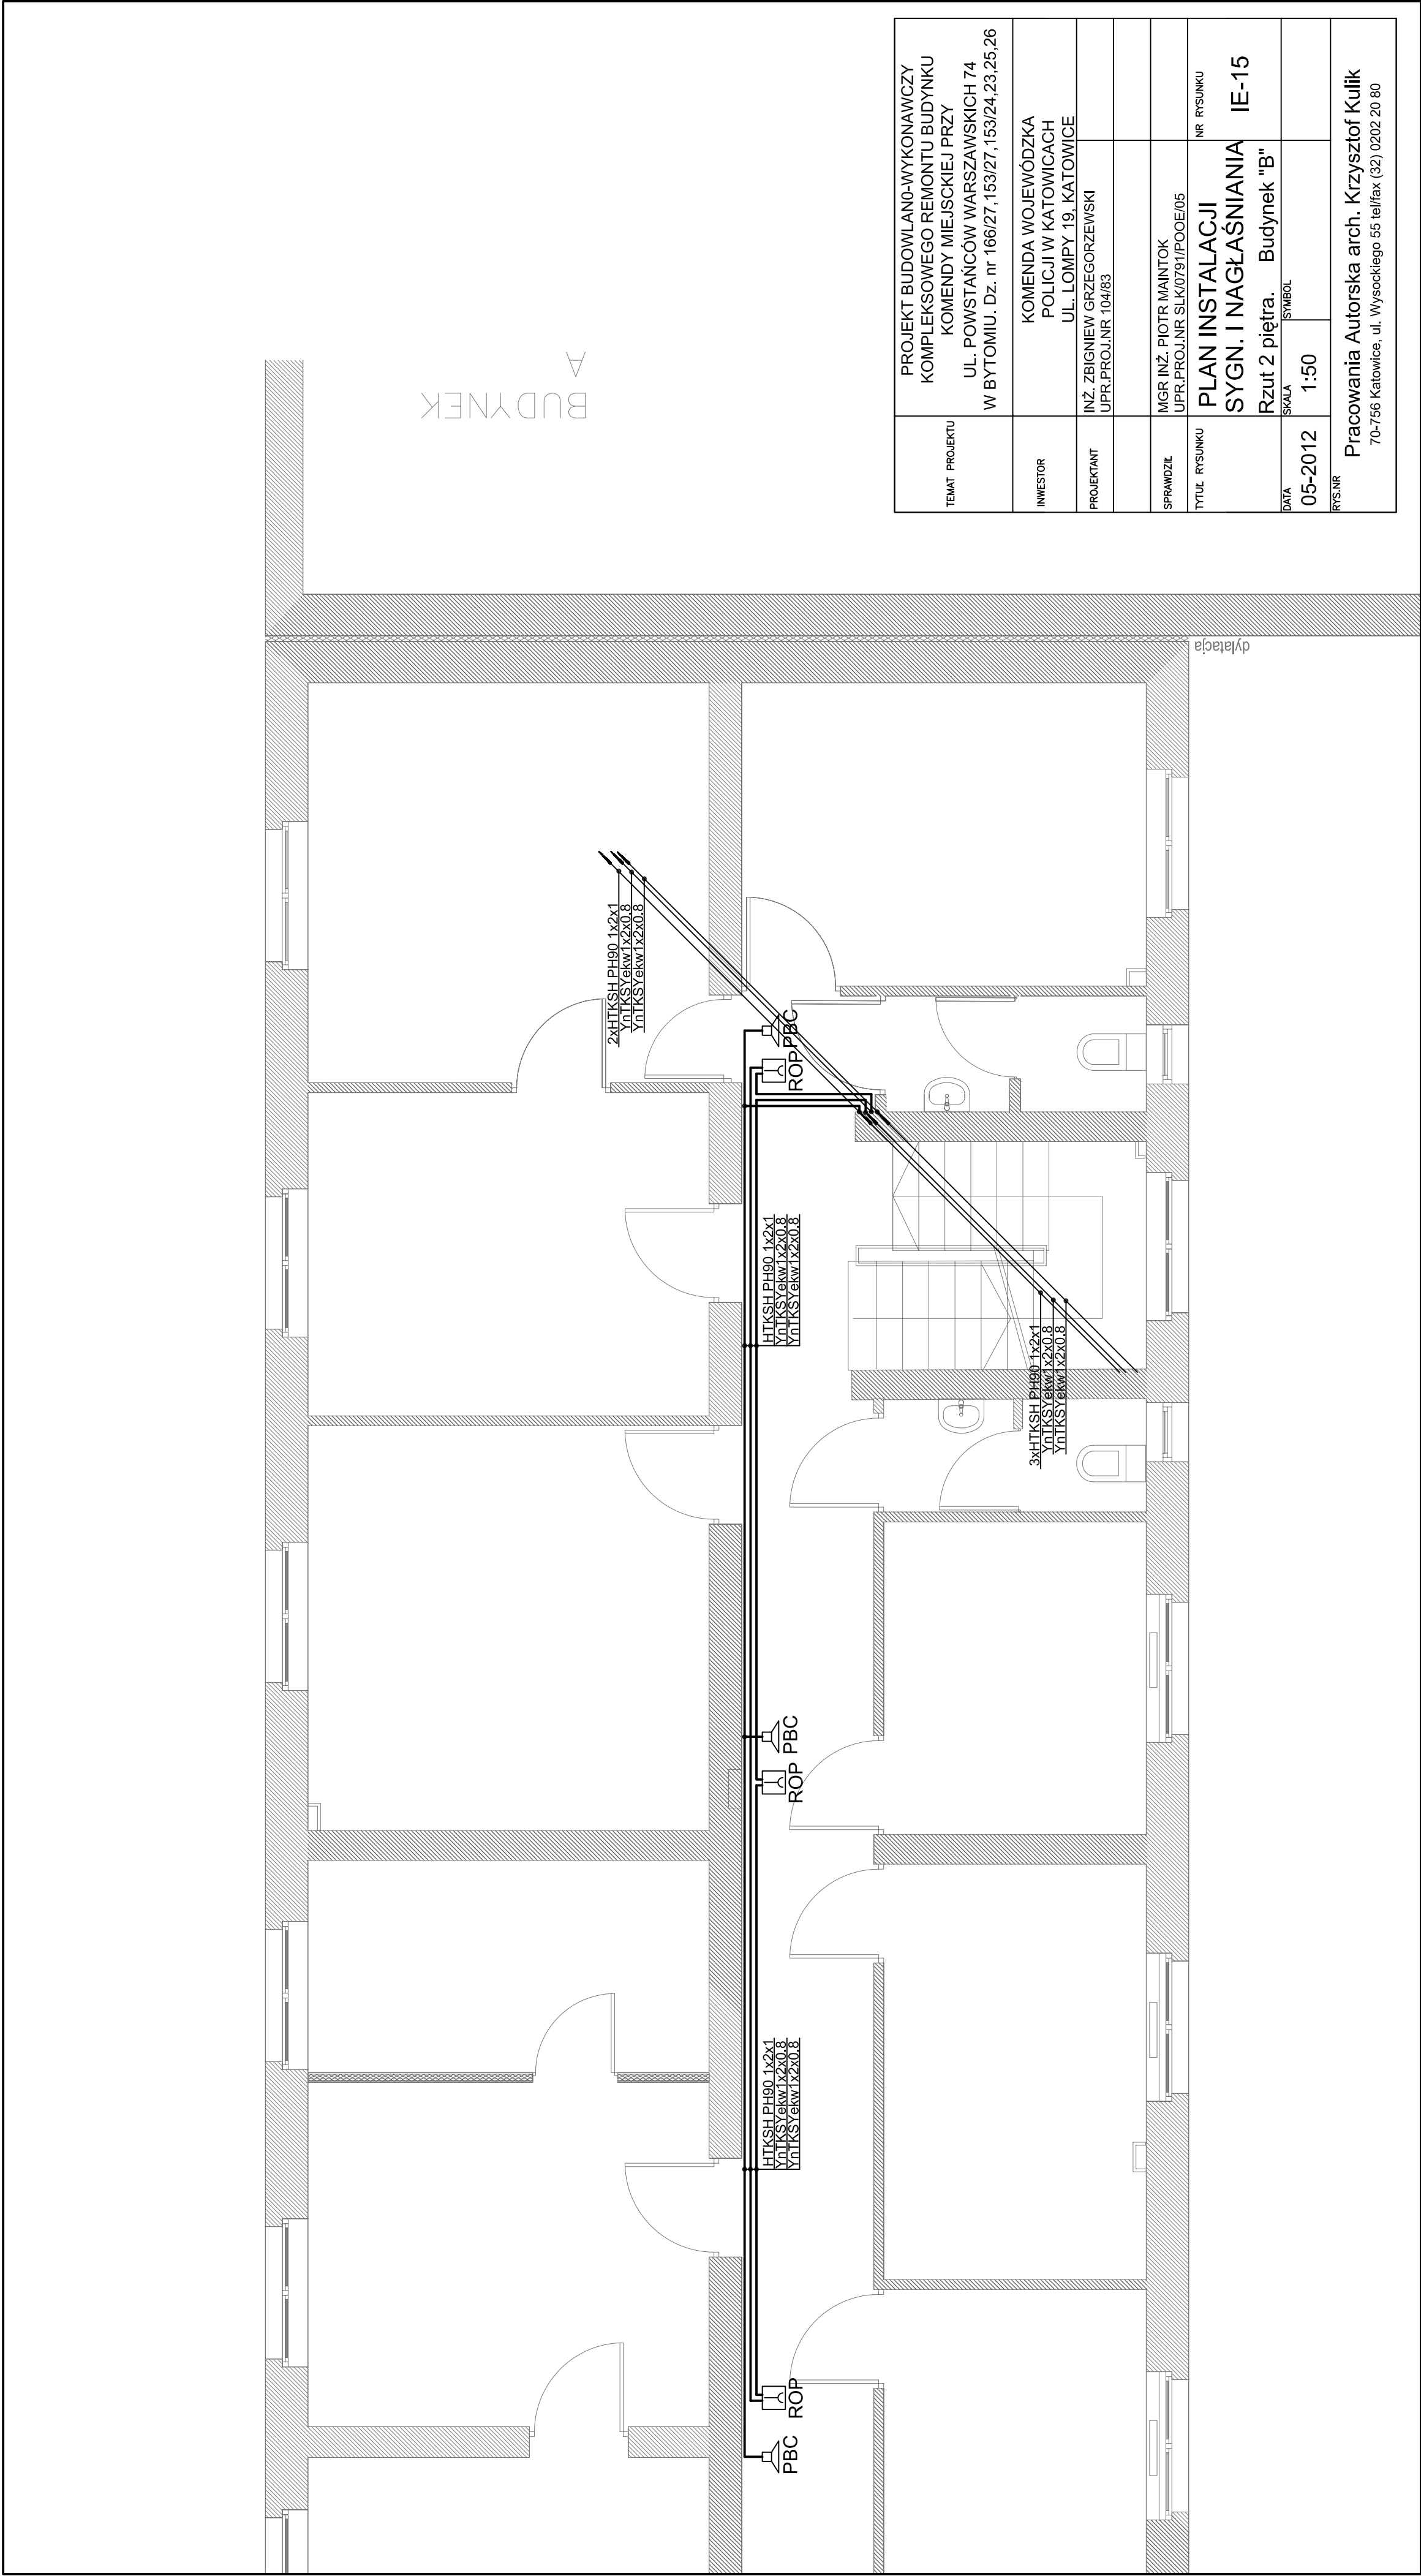 BUDYNEK
A
dylatacja
2xHTKSH PH90 1x2x1
YnTKSYekw1x2x0.8
YnTKSYekw1x2x0.8
PBC
ROP
HTKSH PH90 1x2x1
YnTKSYekw1x2x0.8
YnTKSYekw1x2x0.8
3xHTKSH PH90 1x2x1
YnTKSYekw1x2x0.8
YnTKSYekw1x2x0.8
PBC
ROP
HTKSH PH90 1x2x1
YnTKSYekw1x2x0.8
YnTKSYekw1x2x0.8
ROP
PBC
TEMAT PROJEKTU
PROJEKT BUDOWLAN0-WYKONAWCZY
KOMPLEKSOWEGO REMONTU BUDYNKU
KOMENDY MIEJSCKIEJ PRZY
UL. POWSTAŃCÓW WARSZAWSKICH 74
W BYTOMIU. Dz. nr 166/27,153/27,153/24,23,25,26
INWESTOR
KOMENDA WOJEWÓDZKA
POLICJI W KATOWICACH
UL. LOMPY 19, KATOWICE
PROJEKTANT
INŻ. ZBIGNIEW GRZEGORZEWSKI
UPR.PROJ.NR 104/83
SPRAWDZIŁ
MGR INŻ. PIOTR MAINTOK
UPR.PROJ.NR SLK/0791/POOE/05
TYTUŁ RYSUNKU
PLAN INSTALACJI
SYGN. I NAGŁAŚNIANIA
Rzut 2 piętra. Budynek "B"
NR RYSUNKU
IE-15
DATA
05-2012
SKALA
1:50
SYMBOL
RYS.NR
Pracowania Autorska arch. Krzysztof Kulik
70-756 Katowice, ul. Wysockiego 55 tel/fax (32) 0202 20 80